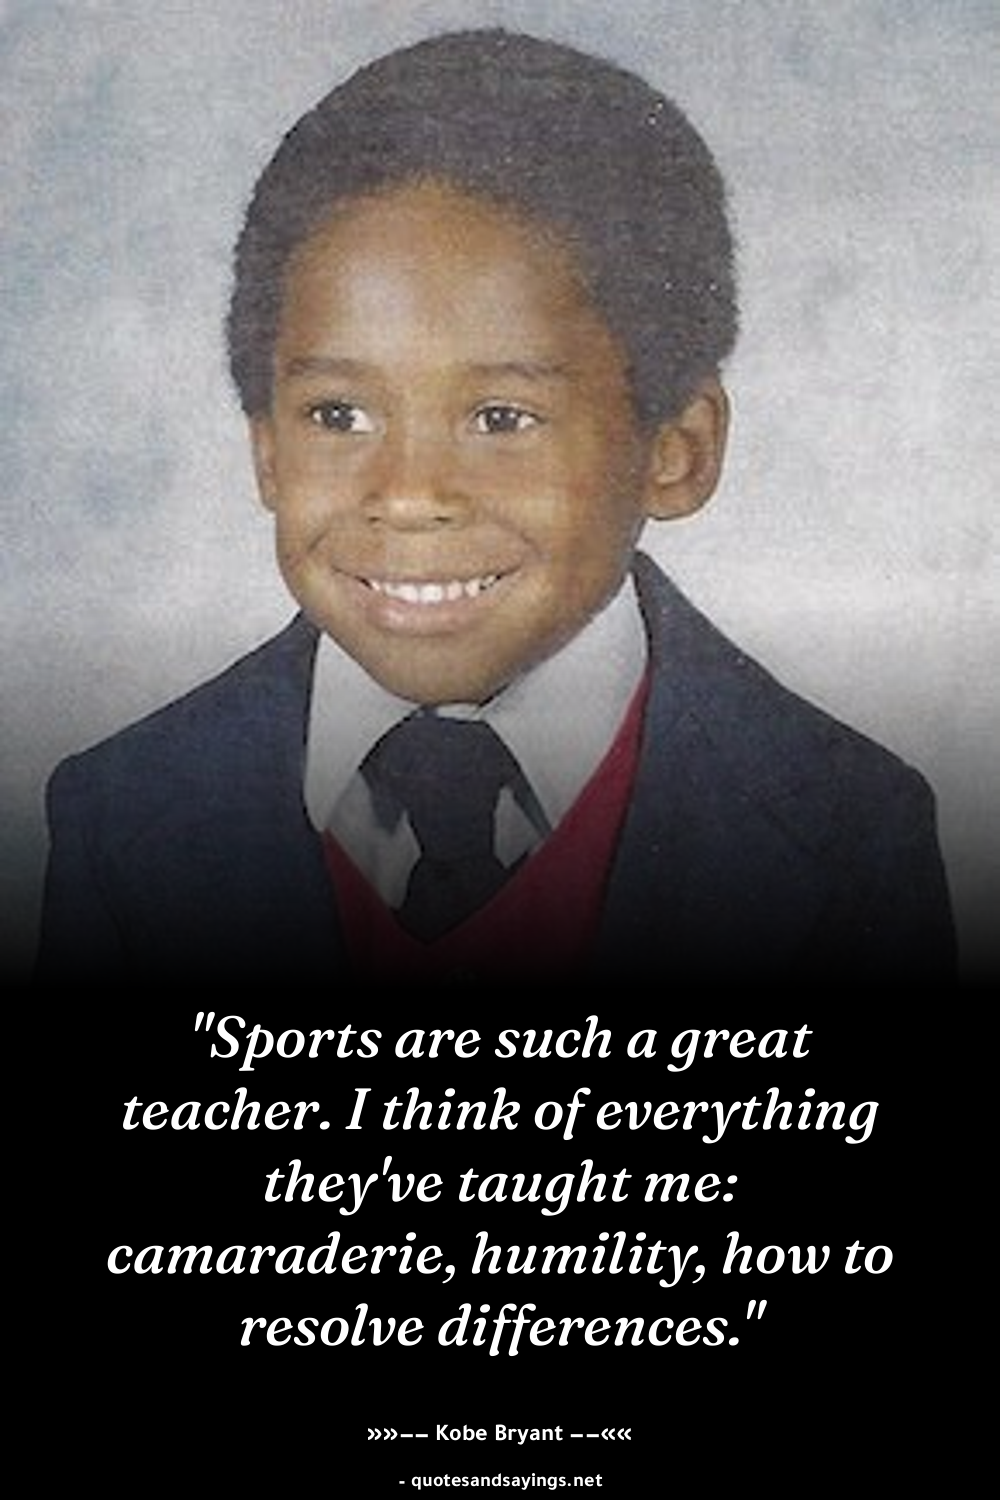 "Sports are such a great
teacher. I think of everything
they've taught me:
camaraderie, humility, how to
resolve differences."
»»–– Kobe Bryant ––««
- quotesandsayings.net